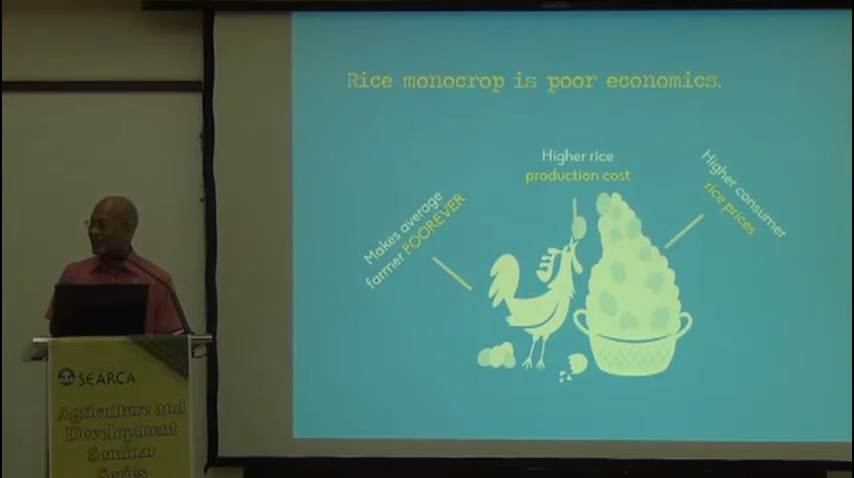 Rice monocrop is poor economics.
Higher rice
production cost
Higher consumer
rice prices
Makes average
farmer POOREVER
SEARCA
Agriculture and
Development
Seminar
Series